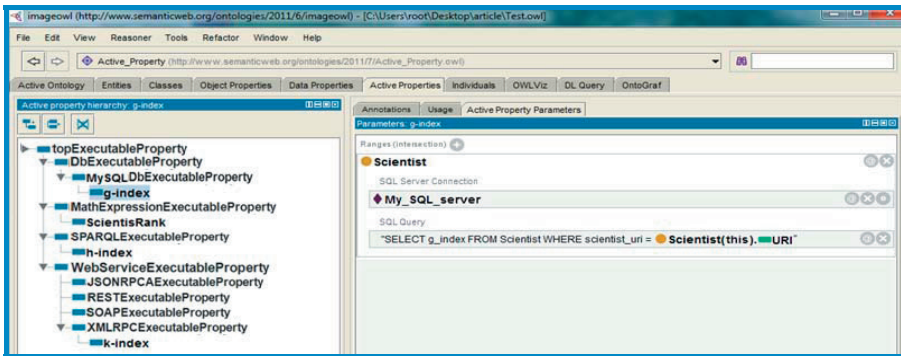 imageowl (http://www.semanticweb.org/ontologies/2011/6/imageowl) - [C:\Users\root\Desktop\article\Test.owl]
File Edit View Reasoner Tools Refactor Window Help
Active_Property (http://www.semanticweb.org/ontologies/2011/7/Active_Property.owl)
Active Ontology Entities Classes Object Properties Data Properties Active Properties Individuals OWLViz DL Query OntoGraf
Active property hierarchy: g-index
topExecutableProperty
DbExecutableProperty
MySQLDbExecutableProperty
g-index
MathExpressionExecutableProperty
ScientisRank
SPARQLExecutableProperty
h-index
WebServiceExecutableProperty
JSONRPCAExecutableProperty
RESTExecutableProperty
SOAPExecutableProperty
XMLRPCExecutableProperty
k-index
Annotations Usage Active Property Parameters
Parameters: g-index
Ranges (intersection)
Scientist
SQL Server Connection
My_SQL_server
SQL Query
"SELECT g_index FROM Scientist WHERE scientist_uri = Scientist(this).URI"